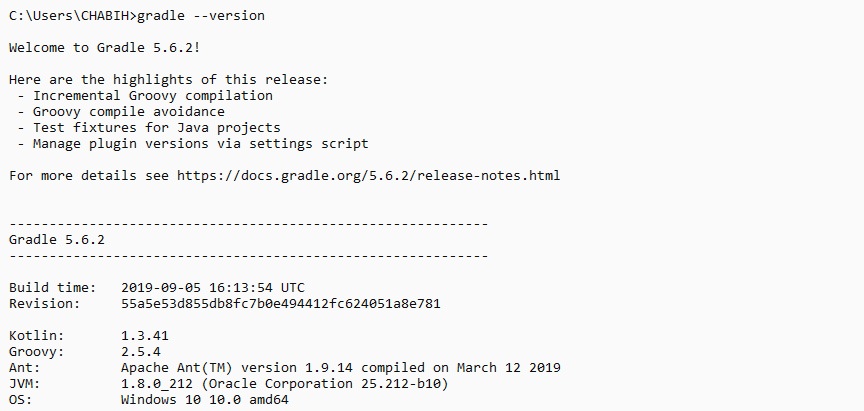 C:\Users\CHABIH>gradle --version
Welcome to Gradle 5.6.2!
Here are the highlights of this release:
- Incremental Groovy compilation
- Groovy compile avoidance
- Test fixtures for Java projects
- Manage plugin versions via settings script
For more details see https://docs.gradle.org/5.6.2/release-notes.html
------------------------------------------------------------
Gradle 5.6.2
------------------------------------------------------------
Build time:   2019-09-05 16:13:54 UTC
Revision:     55a5e53d855db8fc7b0e494412fc624051a8e781
Kotlin:       1.3.41
Groovy:       2.5.4
Ant:          Apache Ant(TM) version 1.9.14 compiled on March 12 2019
JVM:          1.8.0_212 (Oracle Corporation 25.212-b10)
OS:           Windows 10 10.0 amd64